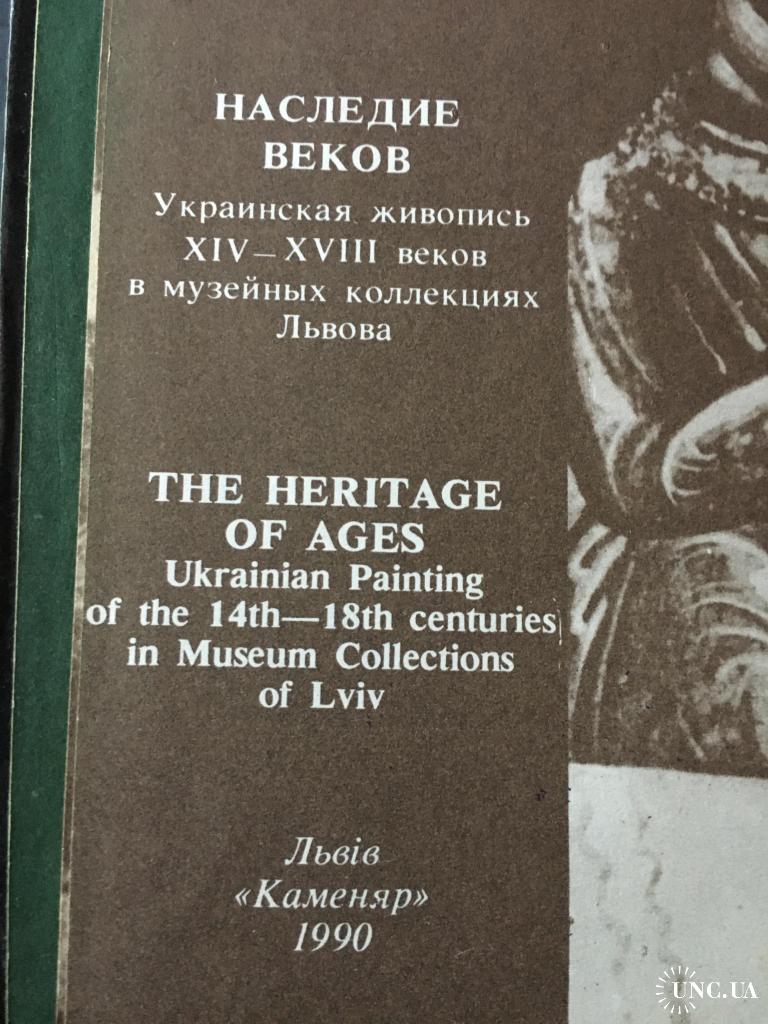 НАСЛЕДИЕ
ВЕКОВ
Украинская живопись
XIV—XVIII веков
в музейных коллекциях
Львова
THE HERITAGE
OF AGES
Ukrainian Painting
of the 14th—18th centuries
in Museum Collections
of Lviv
Львів
«Каменяр»
1990
UNC.UA